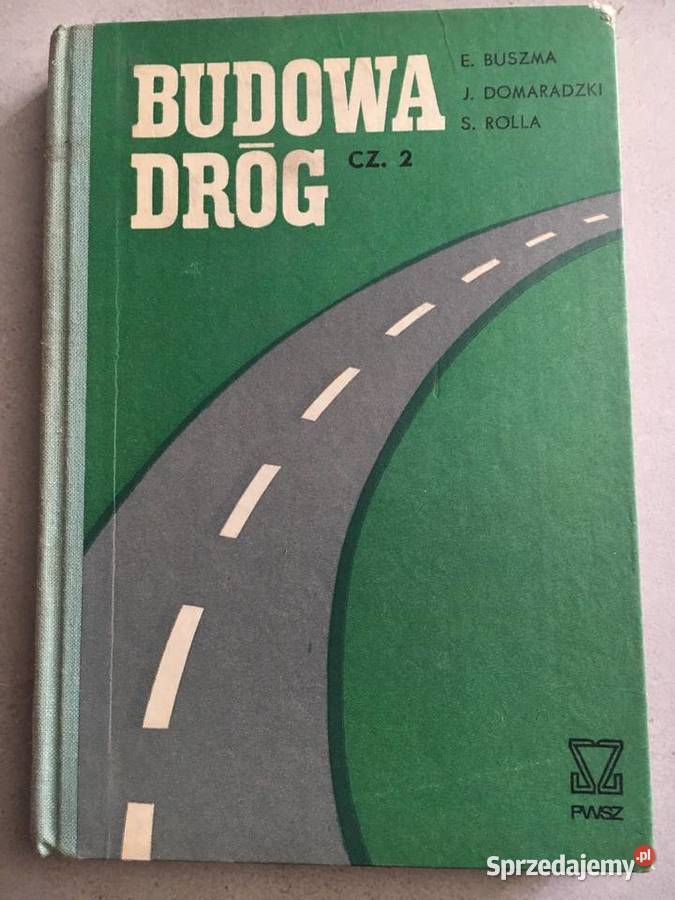 BUDOWA
DRÓG
CZ. 2
E. BUSZMA
J. DOMARADZKI
S. ROLLA
PWSZ
Sprzedajemy.pl